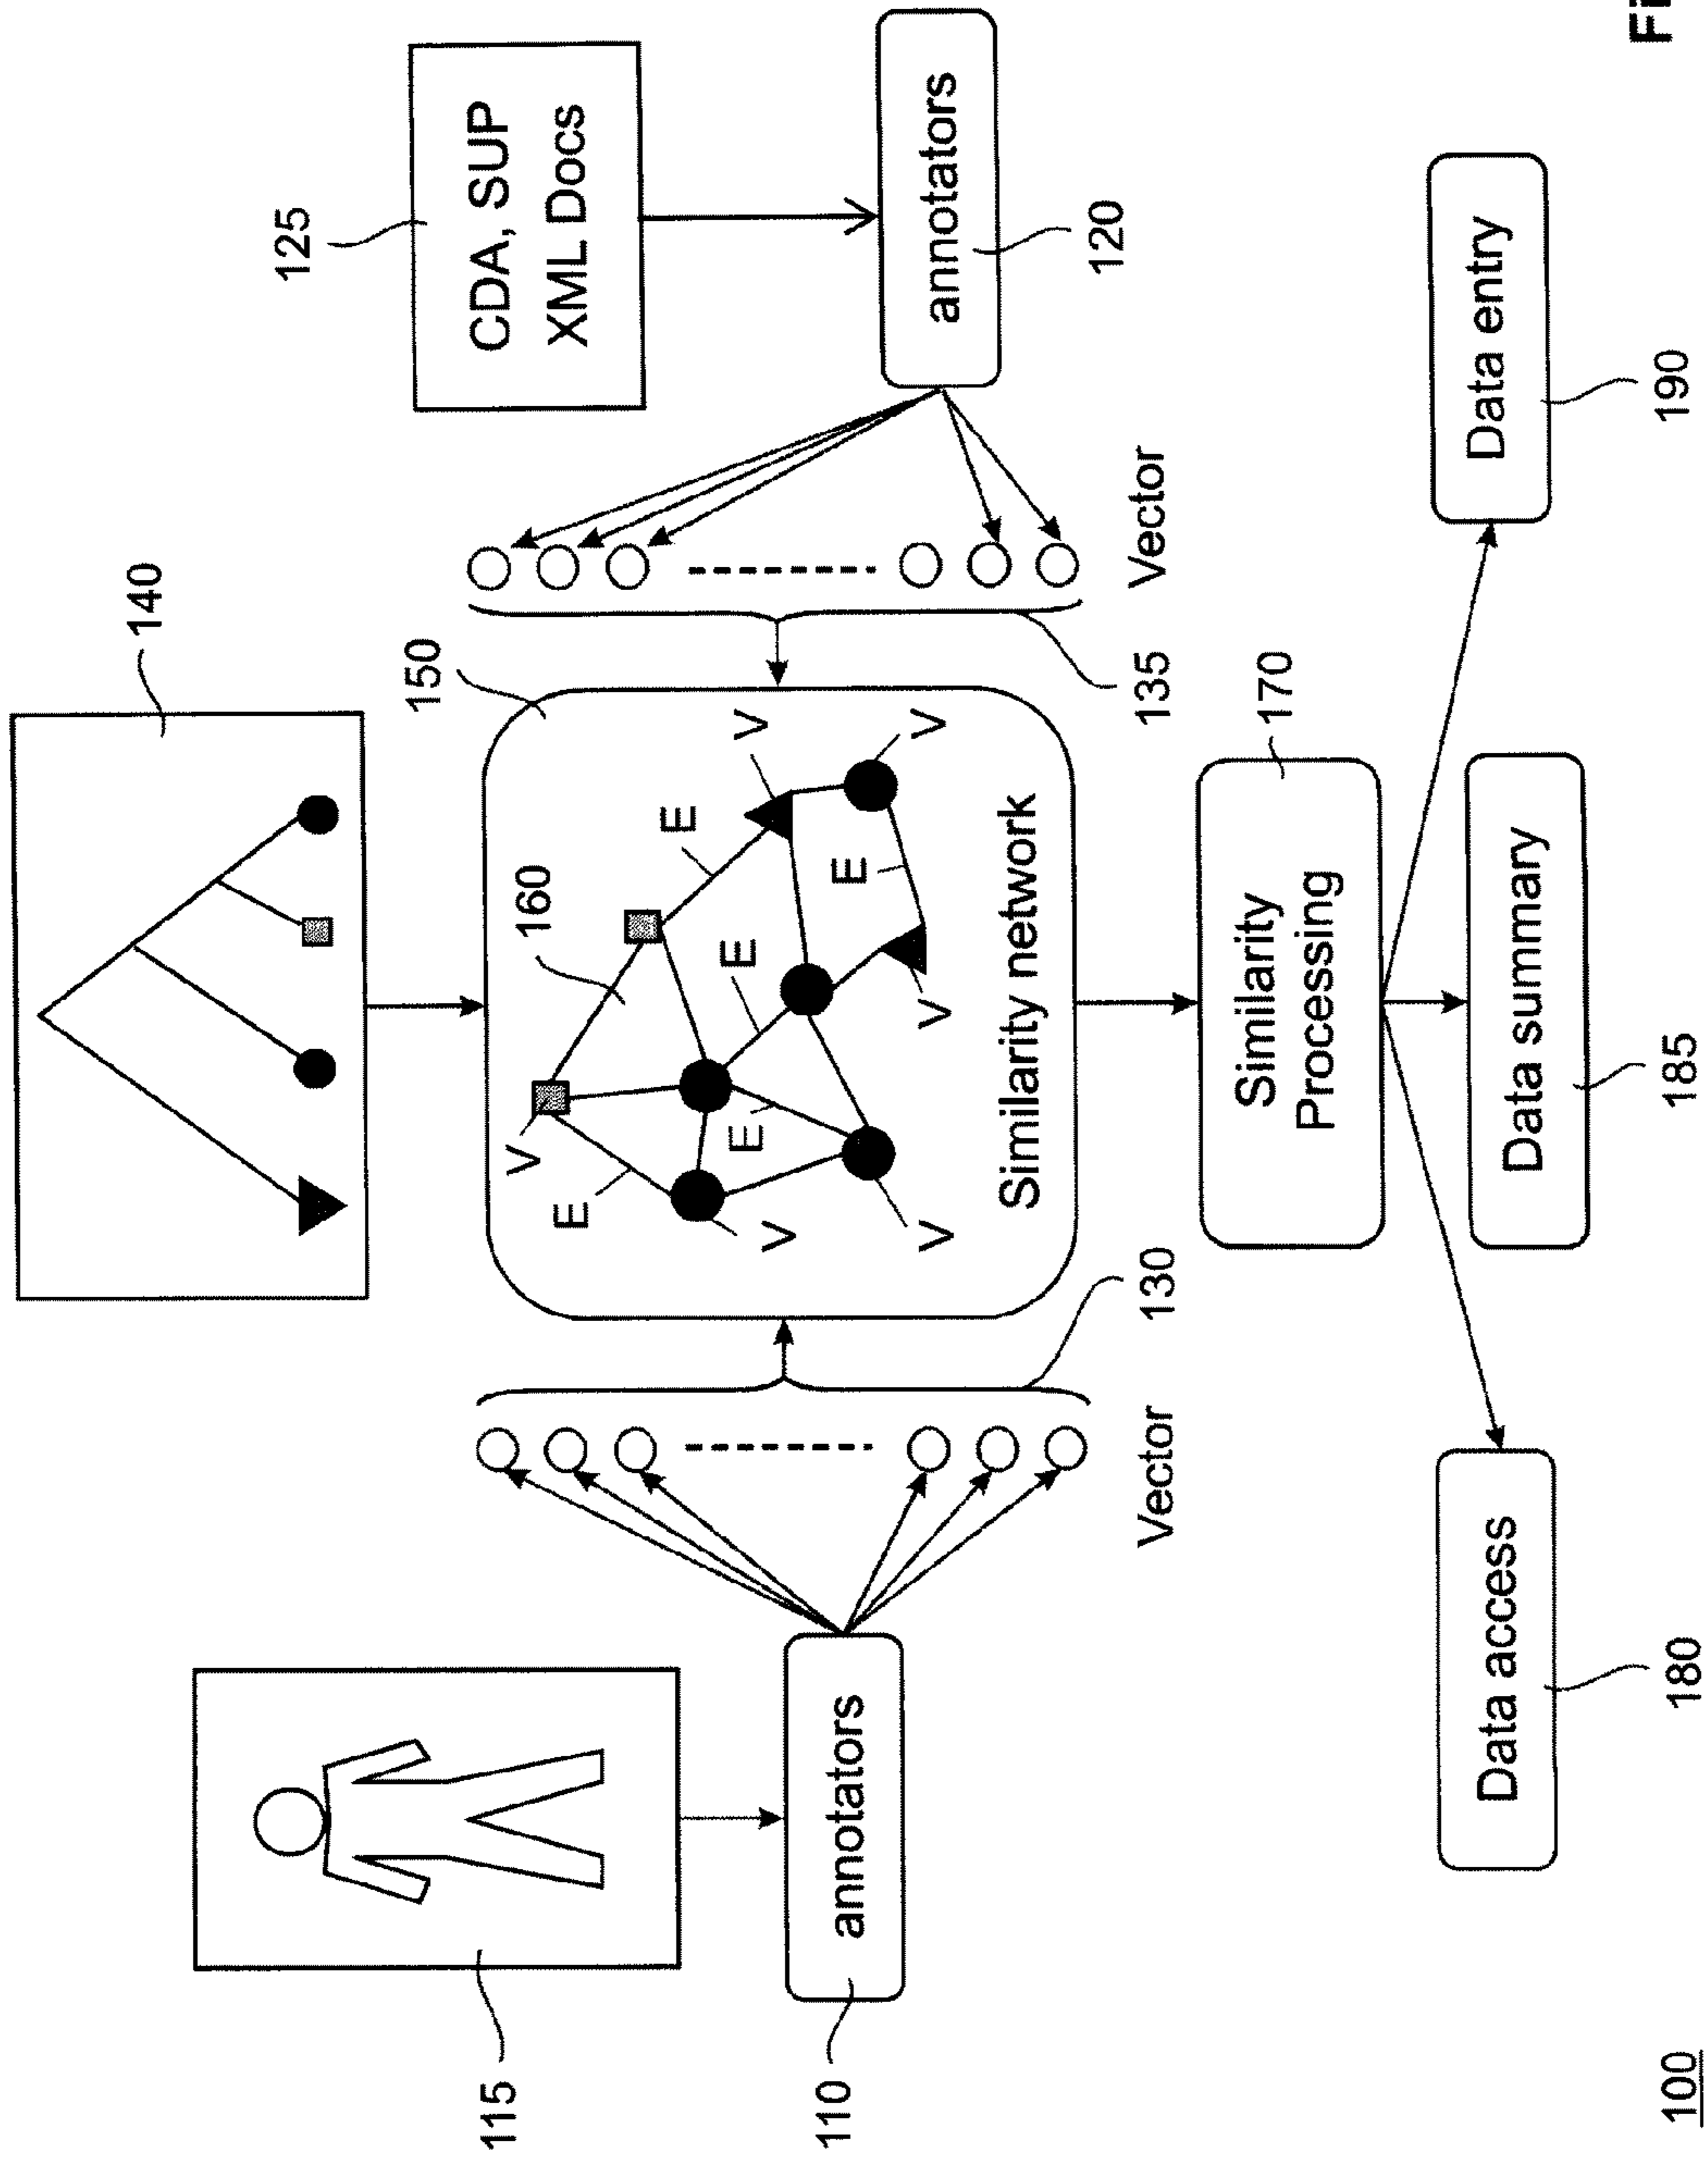 140
125
150
CDA, SUP
XML Docs
115
V
160
E
E
E
E
V
V
E
110
annotators
V
V
V
annotators
Similarity network
120
Vector
130
135
Vector
170
Similarity
Processing
Data access
Data summary
Data entry
180
185
190
100
Fi